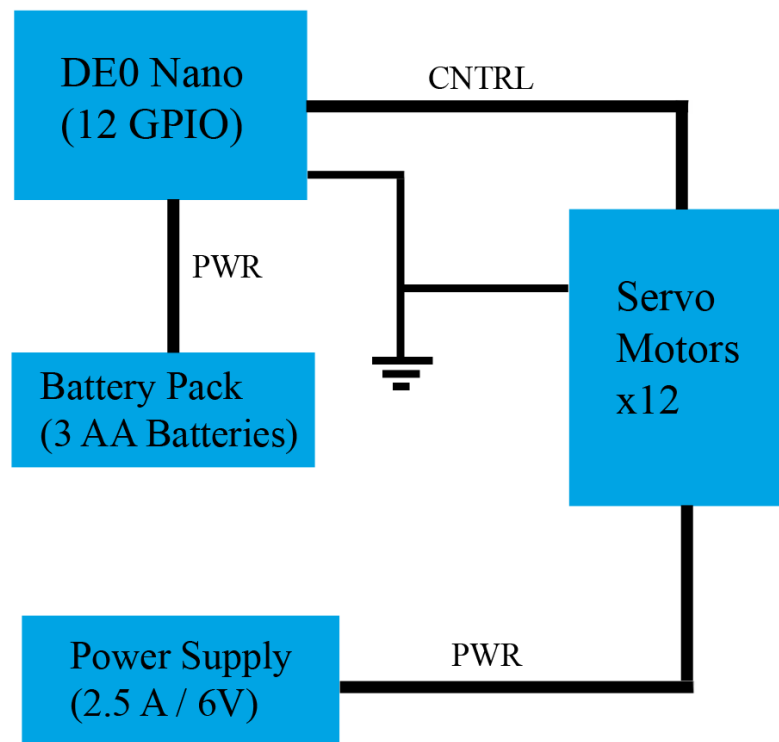 DE0 Nano
(12 GPIO)
CNTRL
PWR
Servo
Motors
x12
Battery Pack
(3 AA Batteries)
Power Supply
(2.5 A / 6V)
PWR